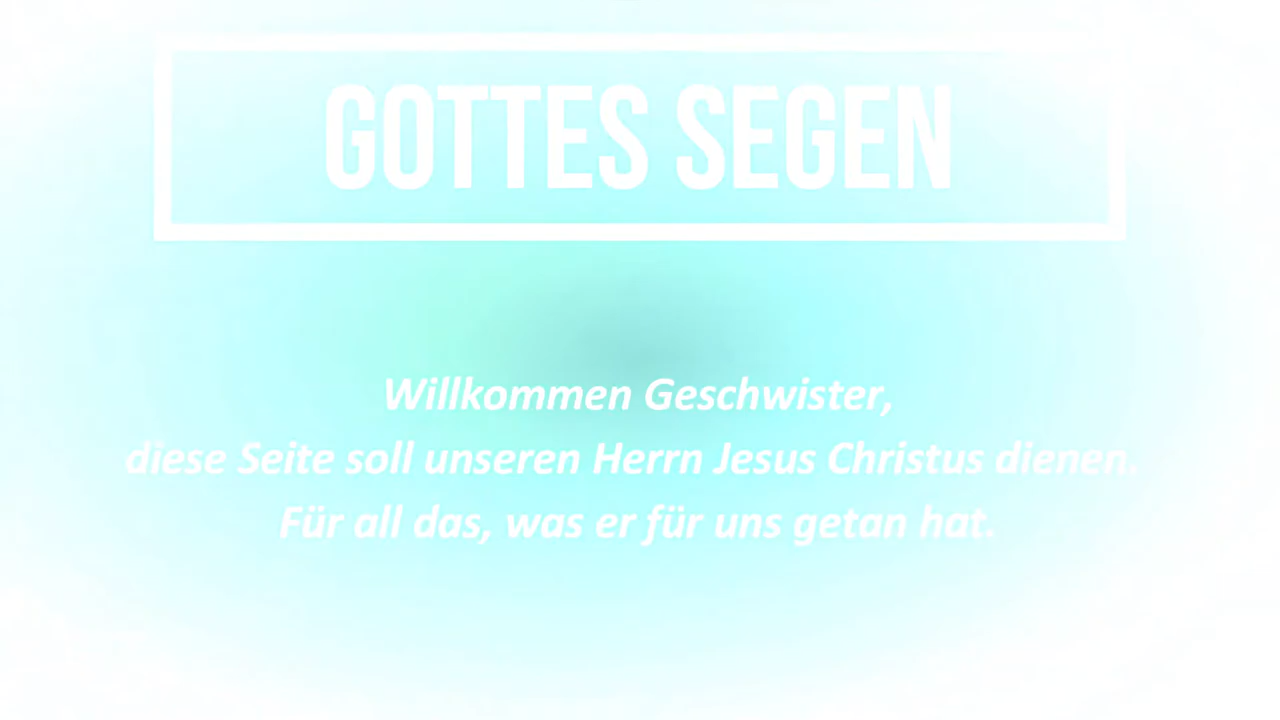 GOTTES SEGEN
Willkommen Geschwister,
diese Seite soll unseren Herrn Jesus Christus dienen.
Für all das, was er für uns getan hat.